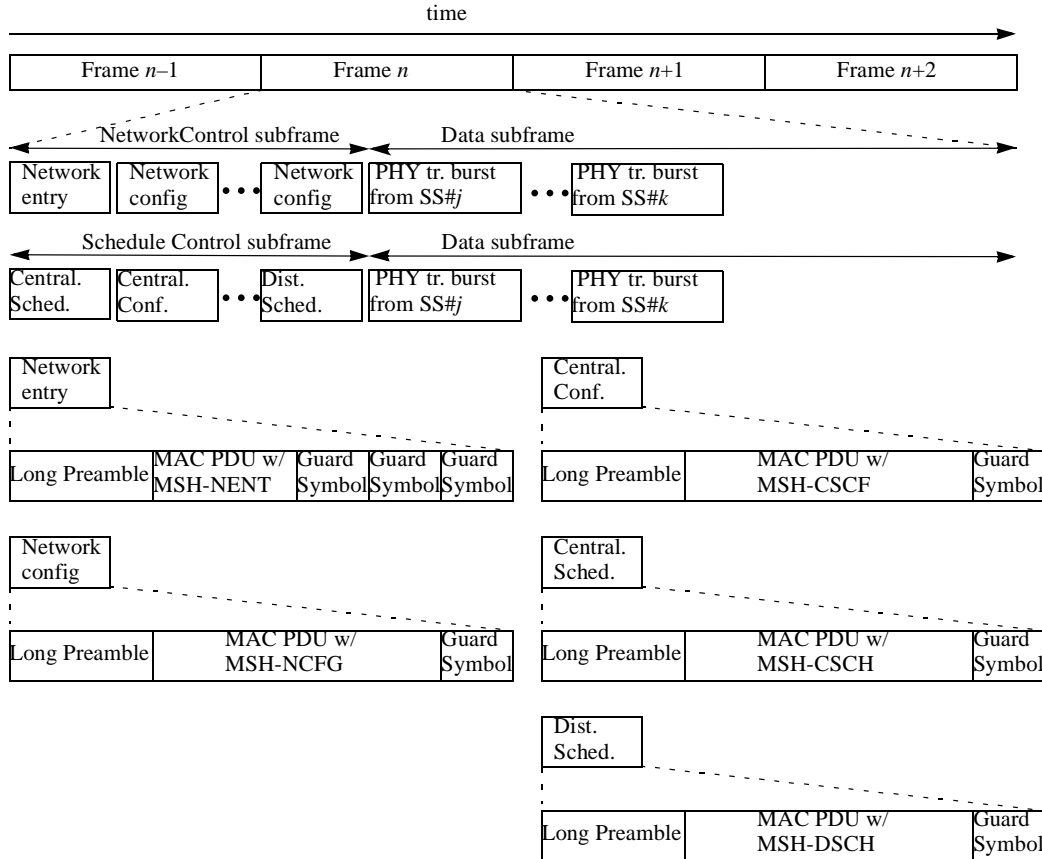 time
Frame n–1 Frame n Frame n+1 Frame n+2
NetworkControl subframe Data subframe
Network entry
Network config
•••
Network config
PHY tr. burst from SS#j
•••
PHY tr. burst from SS#k
Schedule Control subframe Data subframe
Central. Sched.
Central. Conf.
•••
Dist. Sched.
PHY tr. burst from SS#j
•••
PHY tr. burst from SS#k
Network entry
Long Preamble
MAC PDU w/ MSH-NENT
Guard Symbol
Guard Symbol
Guard Symbol
Central. Conf.
Long Preamble
MAC PDU w/ MSH-CSCF
Guard Symbol
Network config
Long Preamble
MAC PDU w/ MSH-NCFG
Guard Symbol
Central. Sched.
Long Preamble
MAC PDU w/ MSH-CSCH
Guard Symbol
Dist. Sched.
Long Preamble
MAC PDU w/ MSH-DSCH
Guard Symbol